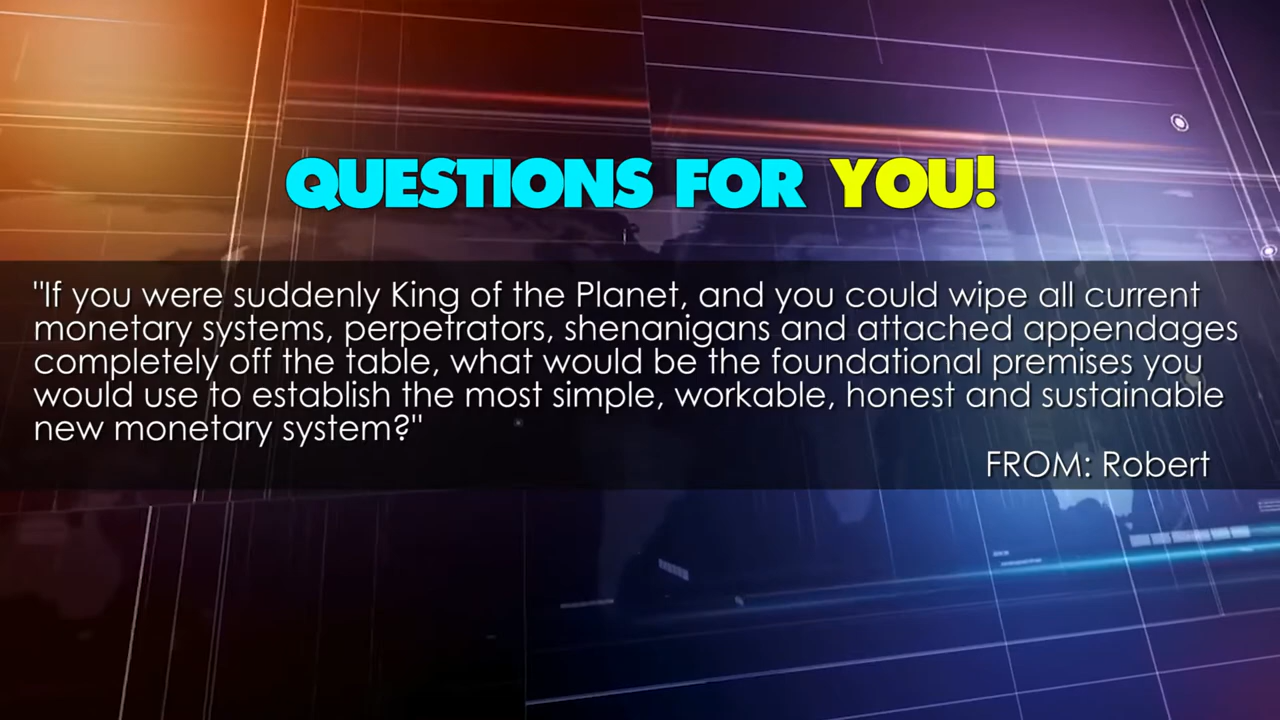 QUESTIONS FOR YOU!
"If you were suddenly King of the Planet, and you could wipe all current
monetary systems, perpetrators, shenanigans and attached appendages
completely off the table, what would be the foundational premises you
would use to establish the most simple, workable, honest and sustainable
new monetary system?"
FROM: Robert